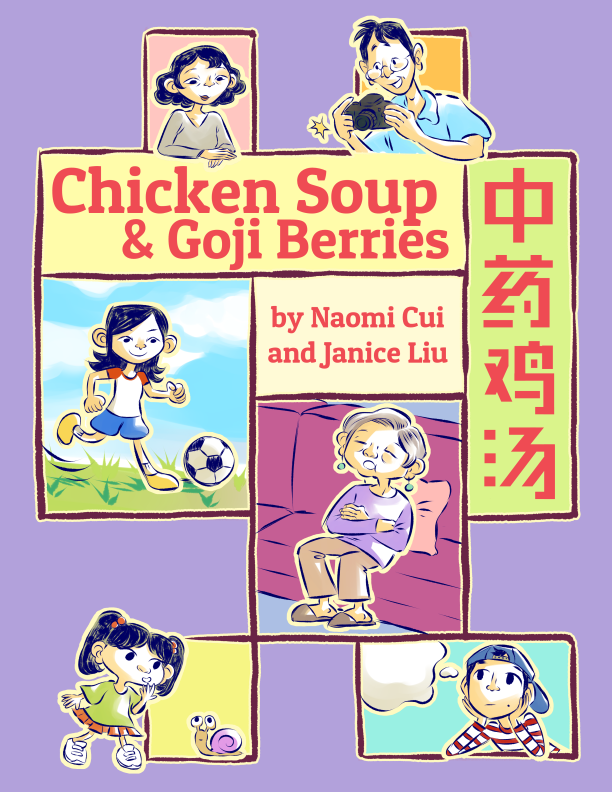 Chicken Soup
& Goji Berries
by Naomi Cui
and Janice Liu
中药鸡汤